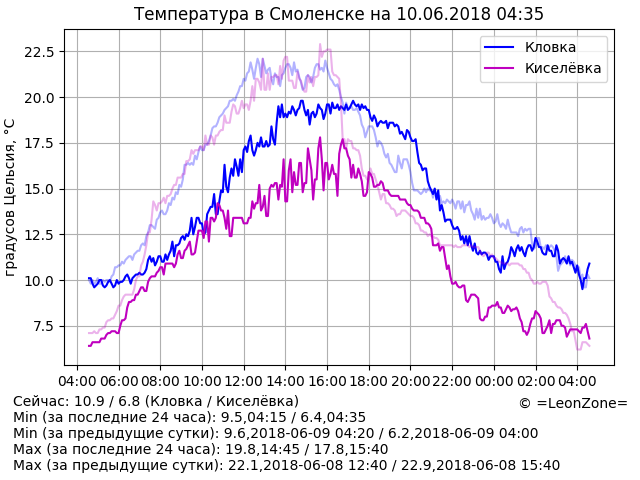 Температура в Смоленске на 10.06.2018 04:35
градусов Цельсия, °C
22.5
20.0
17.5
15.0
12.5
10.0
7.5
Кловка
Киселёвка
04:00 06:00 08:00 10:00 12:00 14:00 16:00 18:00 20:00 22:00 00:00 02:00 04:00
Сейчас: 10.9 / 6.8 (Кловка / Киселёвка)
© =LeonZone=
Min (за последние 24 часа): 9.5,04:15 / 6.4,04:35
Min (за предыдущие сутки): 9.6,2018-06-09 04:20 / 6.2,2018-06-09 04:00
Max (за последние 24 часа): 19.8,14:45 / 17.8,15:40
Max (за предыдущие сутки): 22.1,2018-06-08 12:40 / 22.9,2018-06-08 15:40